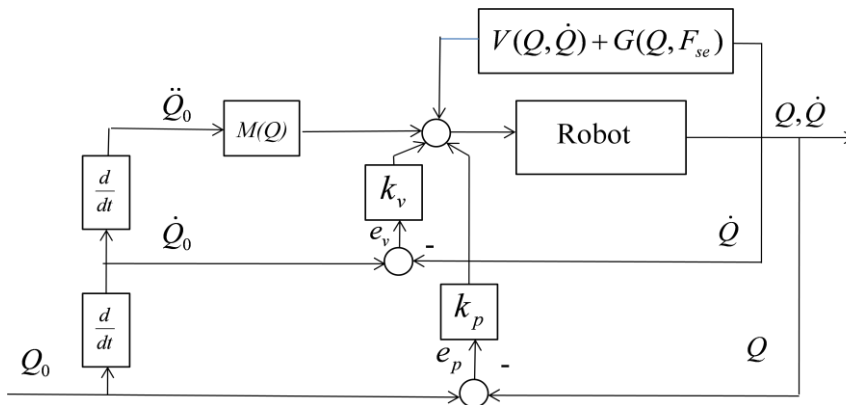 V(Q, Q̇) + G(Q, F_se)
Q̈₀
M(Q)
Robot
Q, Q̇
d/dt
k_v
e_v
-
Q̇₀
Q̇
d/dt
k_p
e_p
-
Q₀
Q